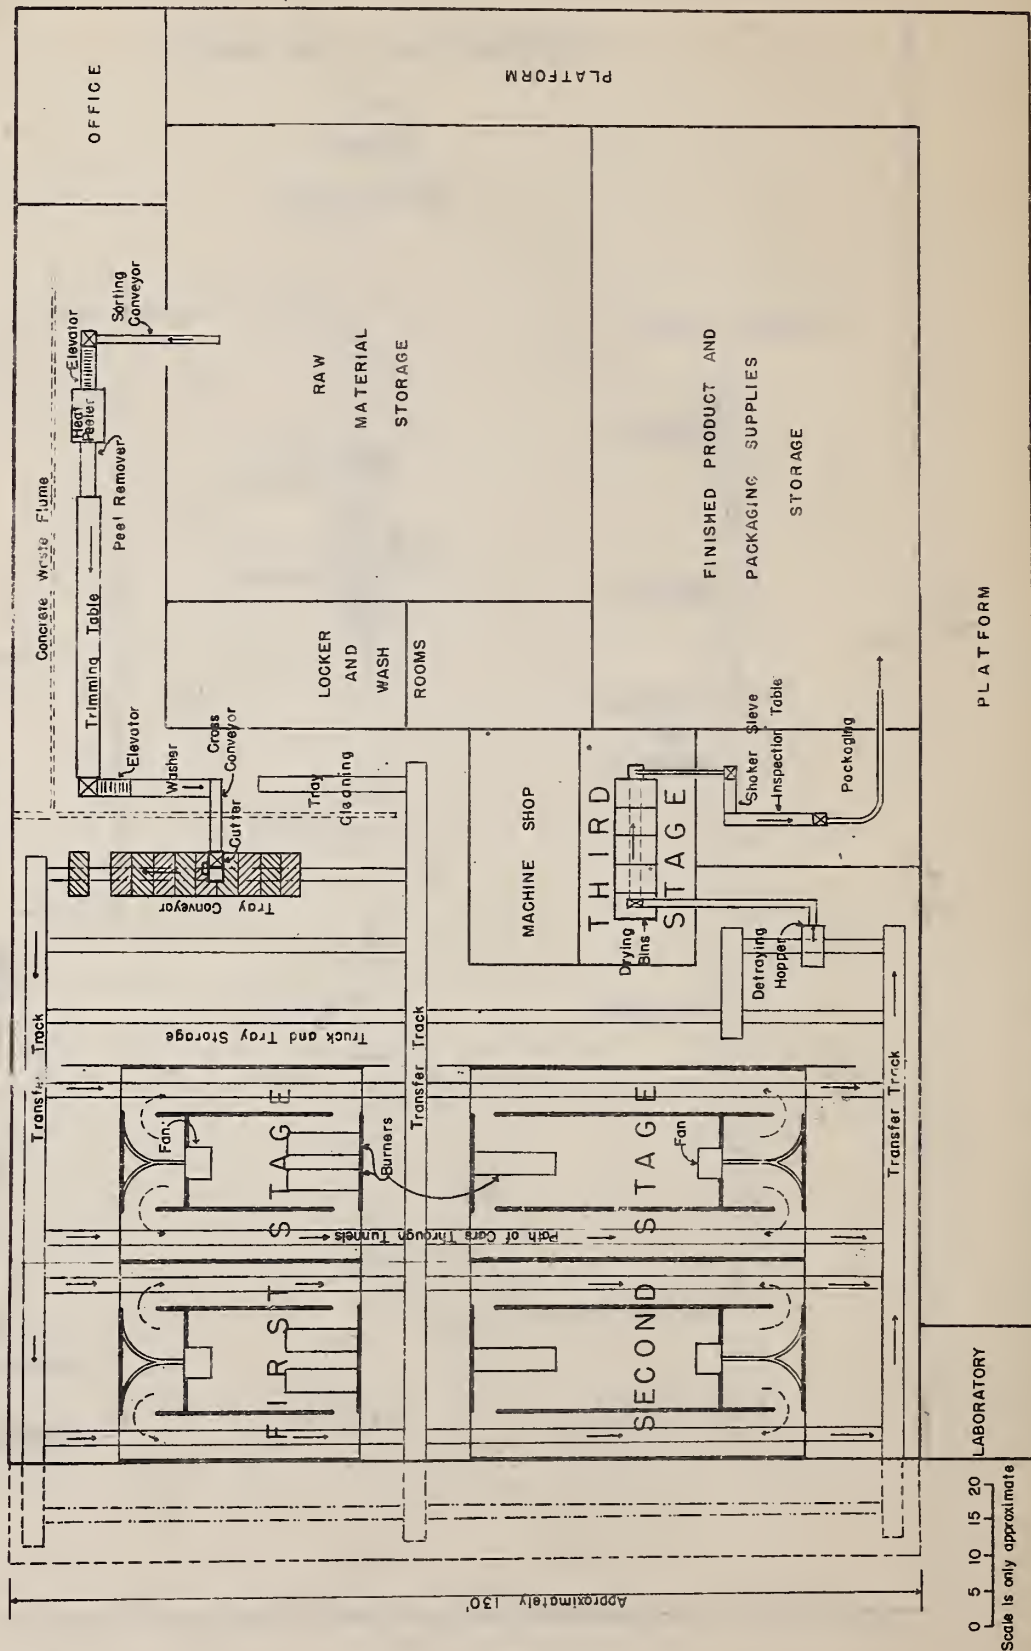 OFFICE
PLATFORM
Concrete Waste Flume
Elevator
Sorting
Conveyor
Heat
Peeler
Peel Remover
Trimming Table
Elevator
Washer
Cross
Conveyor
Cutter
Tray Conveyor
Tray
Cleaning
RAW
MATERIAL
STORAGE
LOCKER
AND
WASH
ROOMS
FINISHED PRODUCT AND
PACKAGING SUPPLIES
STORAGE
MACHINE SHOP
THIRD
STAGE
Drying
Bins
Shaker Sieve
Inspection Table
Packaging
Detraying
Hopper
PLATFORM
Transfer Track
Truck and Tray Storage
Transfer Track
Transfer Track
Fan
Burners
Fan
Path of Cars Through Tunnels
FIRST STAGE
SECOND STAGE
LABORATORY
Approximately 130'
0 5 10 15 20
Scale is only approximate